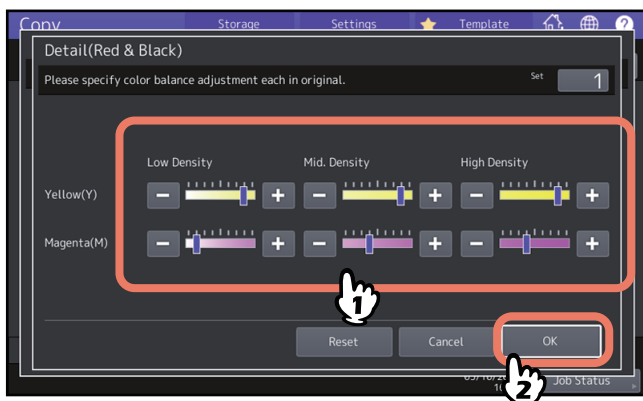 Copy Storage Settings Template ?
Detail(Red & Black)
Please specify color balance adjustment each in original. Set 1
Low Density Mid. Density High Density
Yellow(Y)
Magenta(M)
1
Reset Cancel OK
2 Job Status